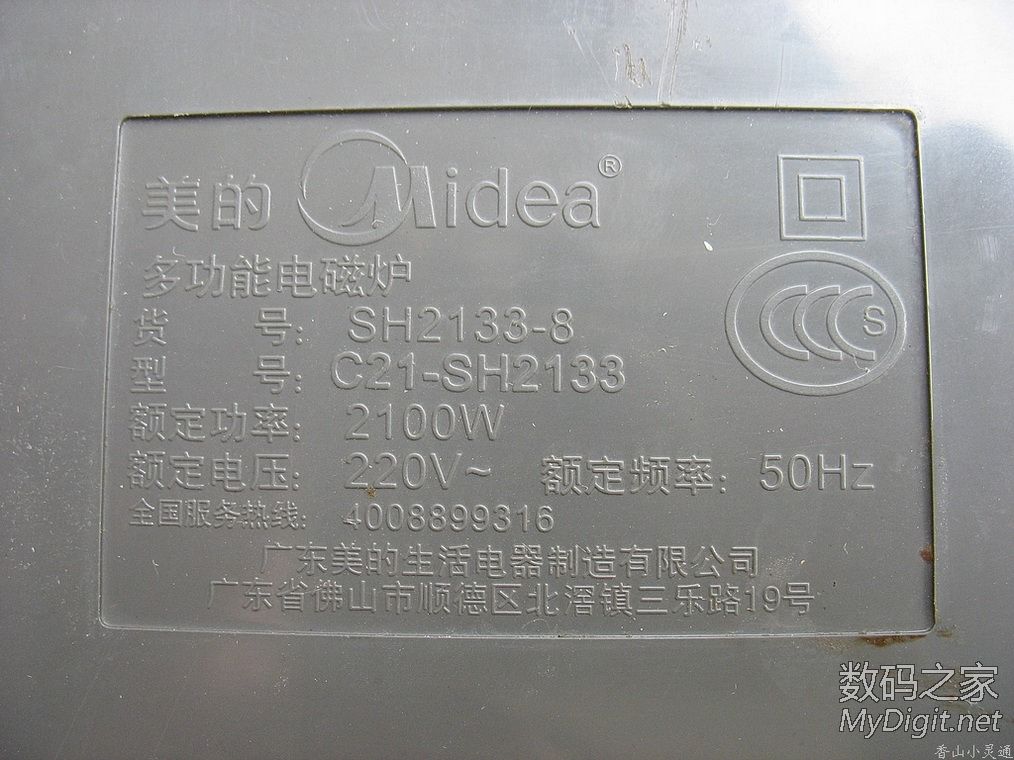 美的 Midea®
多功能电磁炉
货 号: SH2133-8
型 号: C21-SH2133
额定功率: 2100W
额定电压: 220V~ 额定频率: 50Hz
全国服务热线: 4008899316
广东美的生活电器制造有限公司
广东省佛山市顺德区北滘镇三乐路19号
CCC S
数码之家
MyDigit.net
香山小灵通